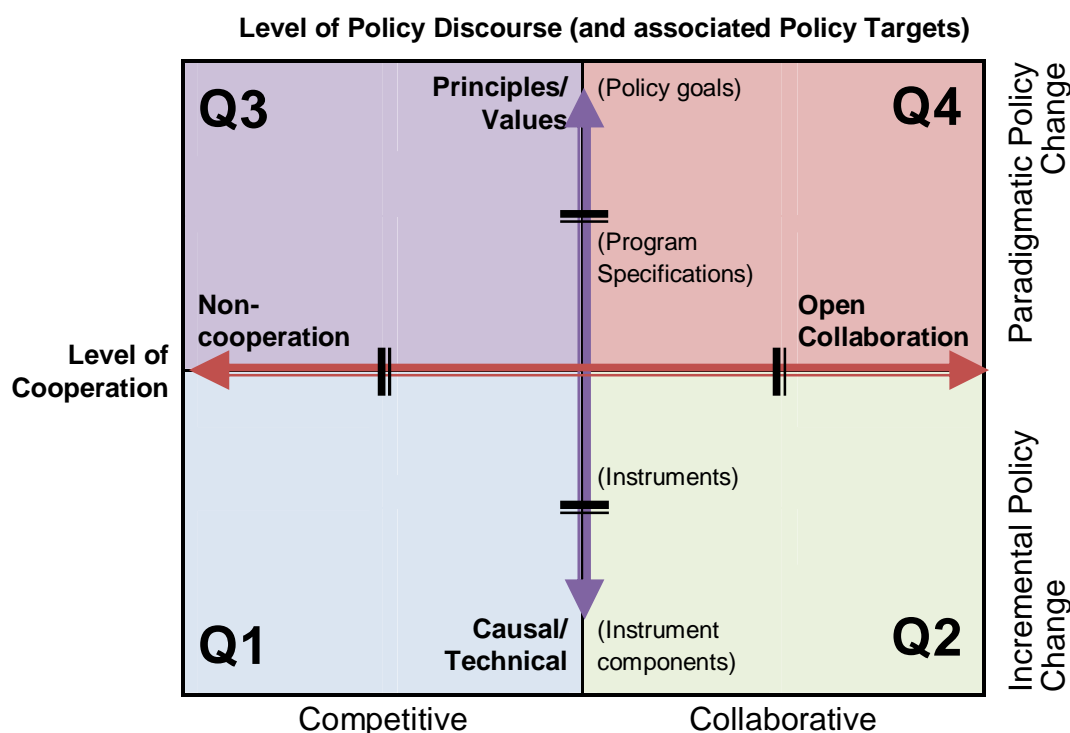 Level of Policy Discourse (and associated Policy Targets)
Q3
Principles/
Values
(Policy goals)
Q4
Paradigmatic Policy
Change
(Program
Specifications)
Non-
cooperation
Open
Collaboration
Level of
Cooperation
(Instruments)
Incremental Policy
Change
Q1
Causal/
Technical
(Instrument
components)
Q2
Competitive
Collaborative